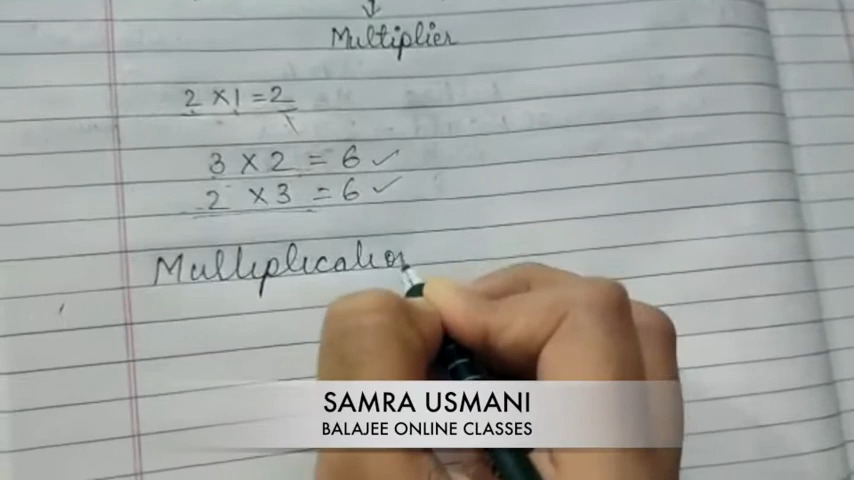 Multiplier
2 × 1 = 2
3 × 2 = 6 ✓
2 × 3 = 6 ✓
Multiplication
SAMRA USMANI
BALAJEE ONLINE CLASSES